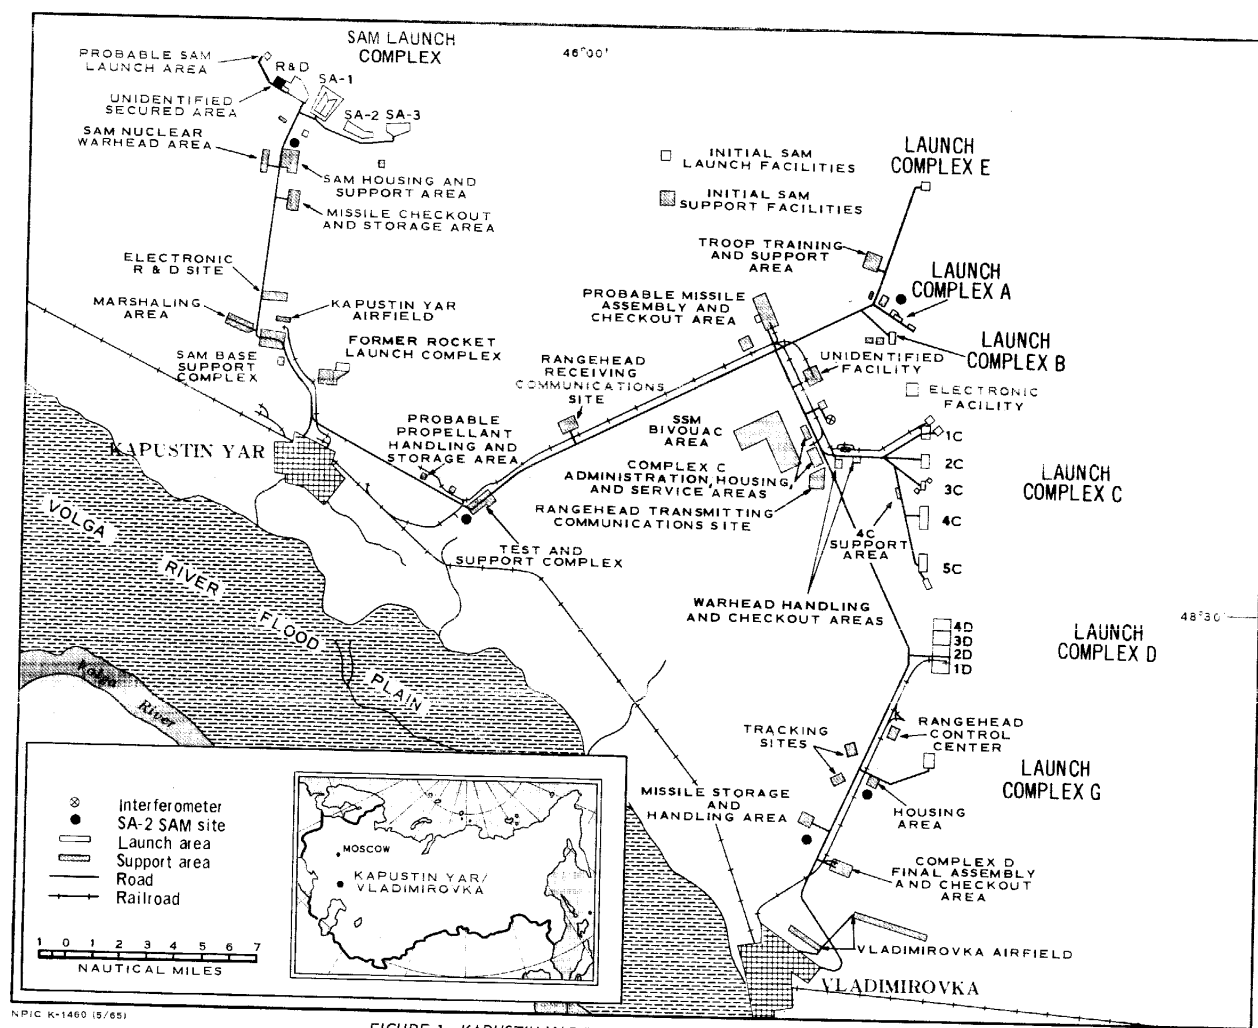 SAM LAUNCH
COMPLEX
46°00'
PROBABLE SAM
LAUNCH AREA
R & D
SA-1
UNIDENTIFIED
SECURED AREA
SA-2
SA-3
SAM NUCLEAR
WARHEAD AREA
SAM HOUSING AND
SUPPORT AREA
MISSILE CHECKOUT
AND STORAGE AREA
INITIAL SAM
LAUNCH FACILITIES
INITIAL SAM
SUPPORT FACILITIES
LAUNCH
COMPLEX E
TROOP TRAINING
AND SUPPORT
AREA
ELECTRONIC
R & D SITE
MARSHALING
AREA
KAPUSTIN YAR
AIRFIELD
PROBABLE MISSILE
ASSEMBLY AND
CHECKOUT AREA
LAUNCH
COMPLEX A
SAM BASE
SUPPORT
COMPLEX
FORMER ROCKET
LAUNCH COMPLEX
RANGEHEAD
RECEIVING
COMMUNICATIONS
SITE
UNIDENTIFIED
FACILITY
LAUNCH
COMPLEX B
ELECTRONIC
FACILITY
PROBABLE
PROPELLANT
HANDLING AND
STORAGE AREA
SSM
BIVOUAC
AREA
KAPUSTIN YAR
COMPLEX C
ADMINISTRATION, HOUSING,
AND SERVICE AREAS
RANGEHEAD TRANSMITTING
COMMUNICATIONS SITE
1C
2C
3C
4C
5C
LAUNCH
COMPLEX C
4C
SUPPORT
AREA
TEST AND
SUPPORT COMPLEX
WARHEAD HANDLING
AND CHECKOUT AREAS
48°30'
VOLGA
RIVER
FLOOD
PLAIN
4D
3D
2D
1D
LAUNCH
COMPLEX D
Volga
River
TRACKING
SITES
RANGEHEAD
CONTROL
CENTER
LAUNCH
COMPLEX G
MISSILE STORAGE
AND
HANDLING AREA
HOUSING
AREA
COMPLEX D
FINAL ASSEMBLY
AND CHECKOUT
AREA
VLADIMIROVKA AIRFIELD
VLADIMIROVKA
Interferometer
SA-2 SAM site
Launch area
Support area
Road
Railroad
1 0 1 2 3 4 5 6 7
NAUTICAL MILES
MOSCOW
KAPUSTIN YAR/
VLADIMIROVKA
NPIC K-1460 (5/65)
FIGURE 1. KAPUSTIN